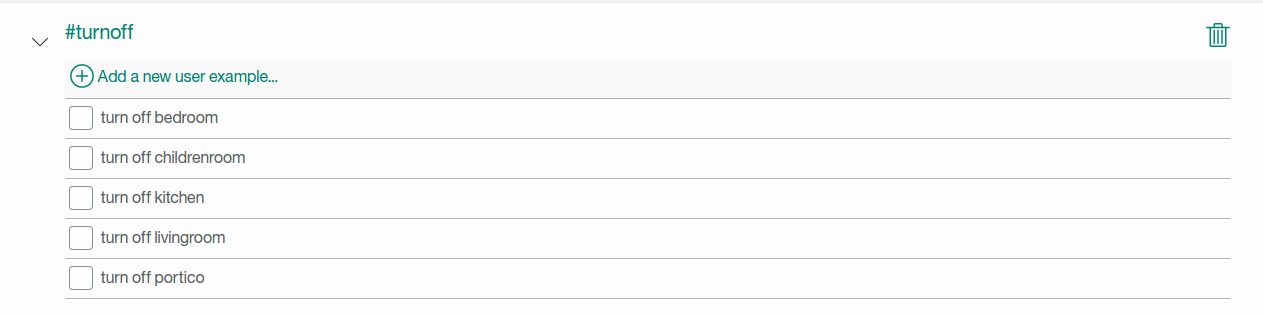 #turnoff
Add a new user example...
turn off bedroom
turn off childrenroom
turn off kitchen
turn off livingroom
turn off portico